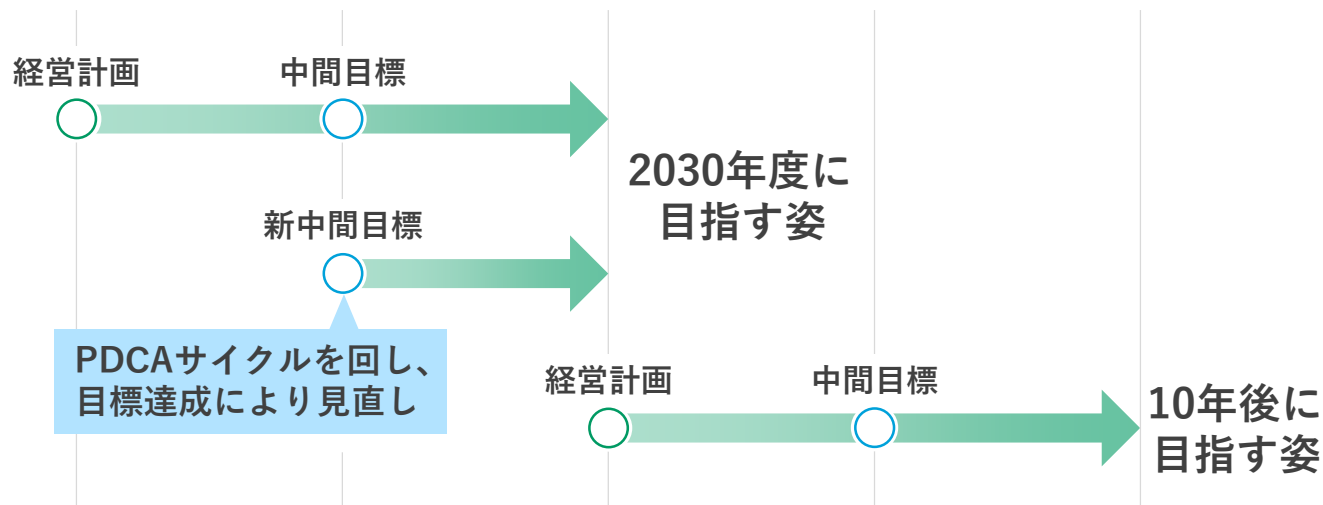 経営計画
中間目標
2030年度に
目指す姿
新中間目標
PDCAサイクルを回し、
目標達成により見直し
経営計画
中間目標
10年後に
目指す姿